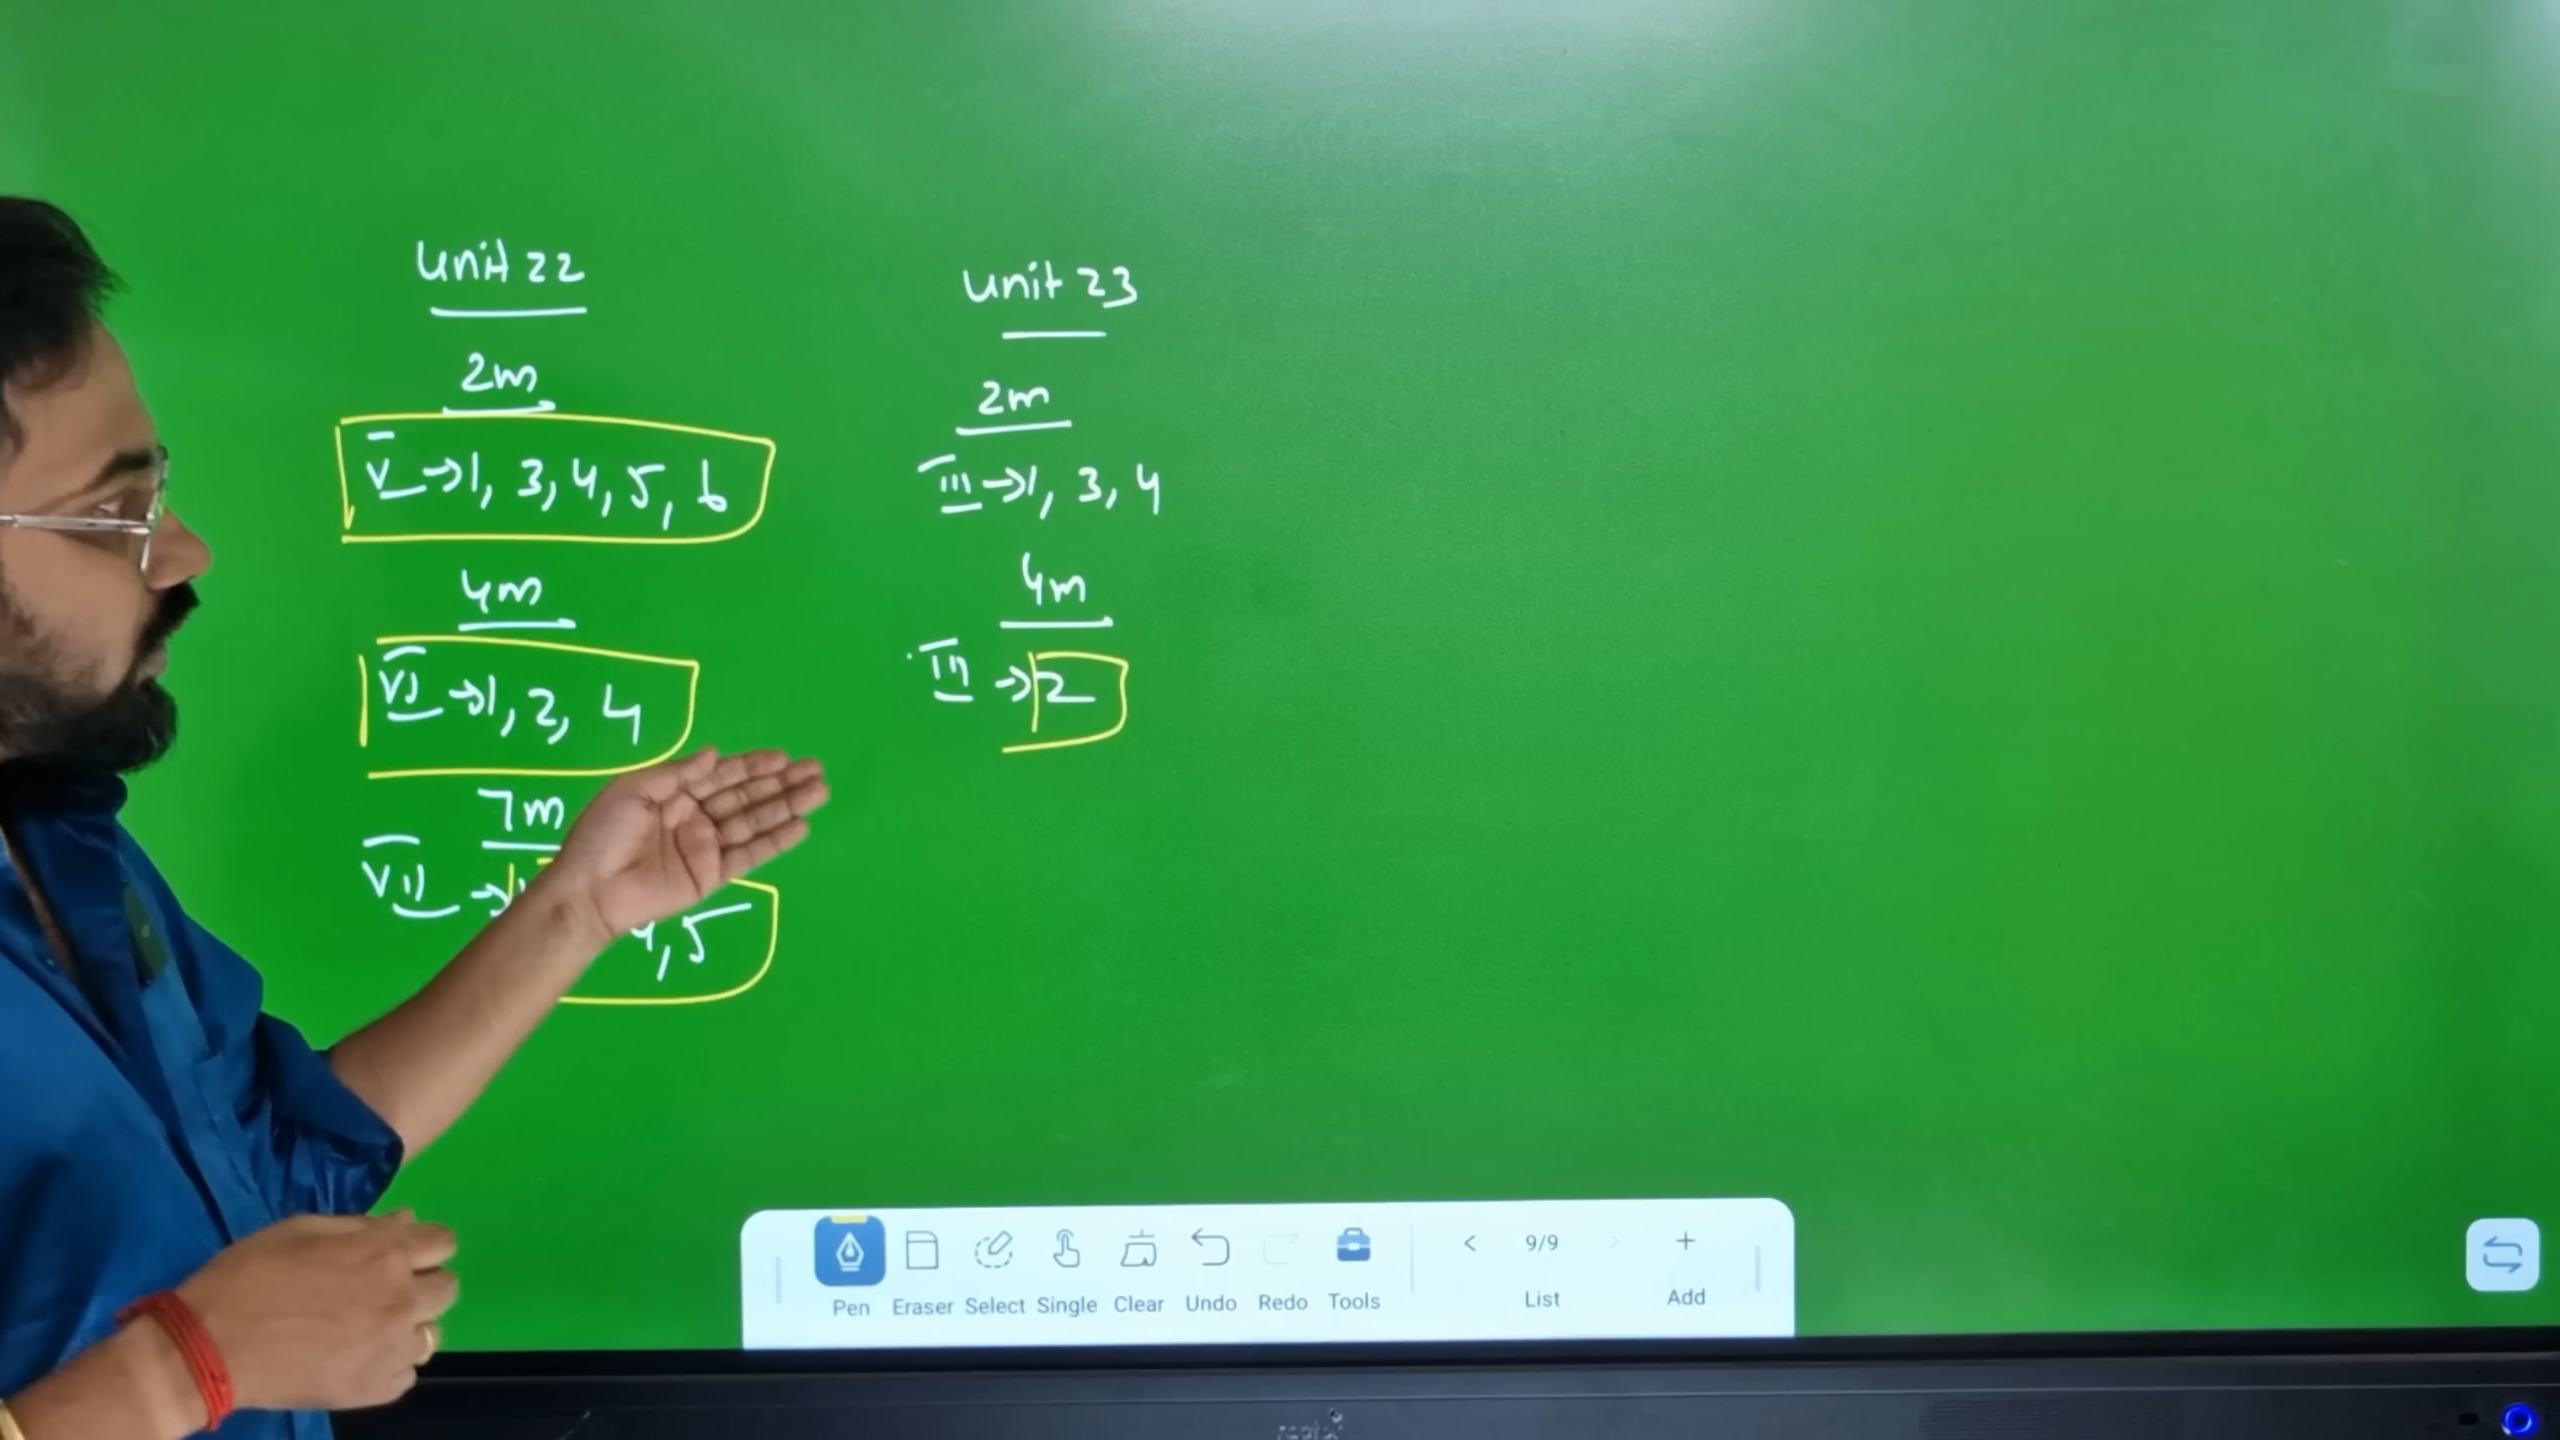 Unit 22
2m
V → 1, 3, 4, 5, 6
4m
VI → 1, 2, 4
7m
VII →
4, 5
Unit 23
2m
III → 1, 3, 4
4m
III → 2
Pen Eraser Select Single Clear Undo Redo Tools
< 9/9 > +
List Add